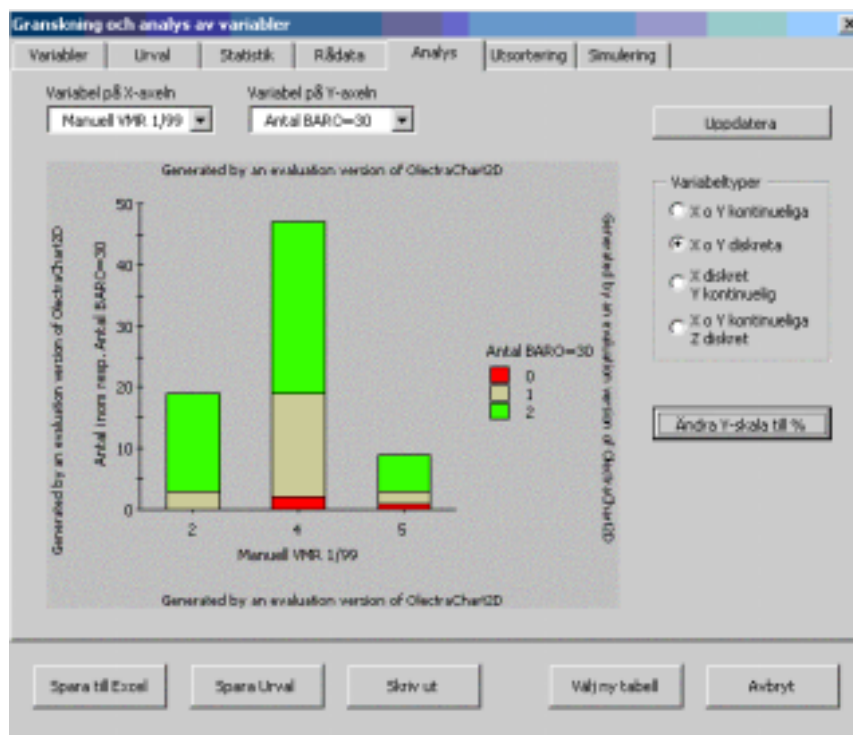 Granskning och analys av variabler
Variabler Urval Statistik Rådata Analys Utsortering Simulering
Variabel på X-axeln Variabel på Y-axeln
Manuell VMR 1/99 Antal BARO=30
Uppdatera
Generated by an evaluation version of OlectraChart2D
Generated by an evaluation version of OlectraChart2D
Antal inom resp. Antal BARO=30
50
40
30
20
10
0
2 4 5
Manuell VMR 1/99
Antal BARO=30
0
1
2
Generated by an evaluation version of OlectraChart2D
Generated by an evaluation version of OlectraChart2D
Variabeltyper
X o Y kontinueliga
X o Y diskreta
X diskret
Y kontinuelig
X o Y kontinueliga
Z diskret
Ändra Y-skala till %
Spara till Excel Spara Urval Skriv ut Välj ny tabell Avbryt